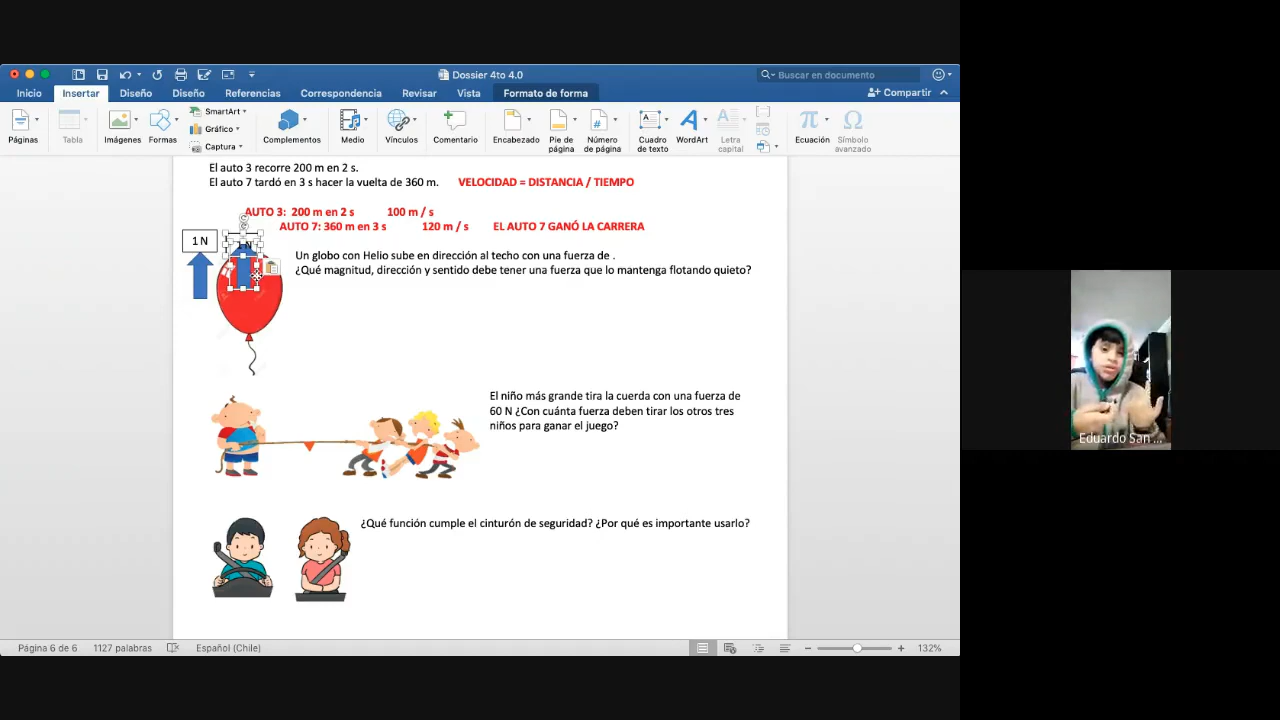 Dossier 4to 4.0
Buscar en documento
Inicio Insertar Diseño Diseño Referencias Correspondencia Revisar Vista Formato de forma Compartir
Páginas Tabla Imágenes Formas SmartArt Gráfico Captura Complementos Medio Vínculos Comentario Encabezado Pie de página Número de página Cuadro de texto WordArt Letra capital Ecuación Símbolo avanzado
El auto 3 recorre 200 m en 2 s.
El auto 7 tardó en 3 s hacer la vuelta de 360 m. VELOCIDAD = DISTANCIA / TIEMPO
AUTO 3: 200 m en 2 s 100 m / s
AUTO 7: 360 m en 3 s 120 m / s EL AUTO 7 GANÓ LA CARRERA
1 N
1 N
Un globo con Helio sube en dirección al techo con una fuerza de .
¿Qué magnitud, dirección y sentido debe tener una fuerza que lo mantenga flotando quieto?
El niño más grande tira la cuerda con una fuerza de
60 N ¿Con cuánta fuerza deben tirar los otros tres
niños para ganar el juego?
¿Qué función cumple el cinturón de seguridad? ¿Por qué es importante usarlo?
Eduardo San ...
Página 6 de 6 1127 palabras Español (Chile) 132%